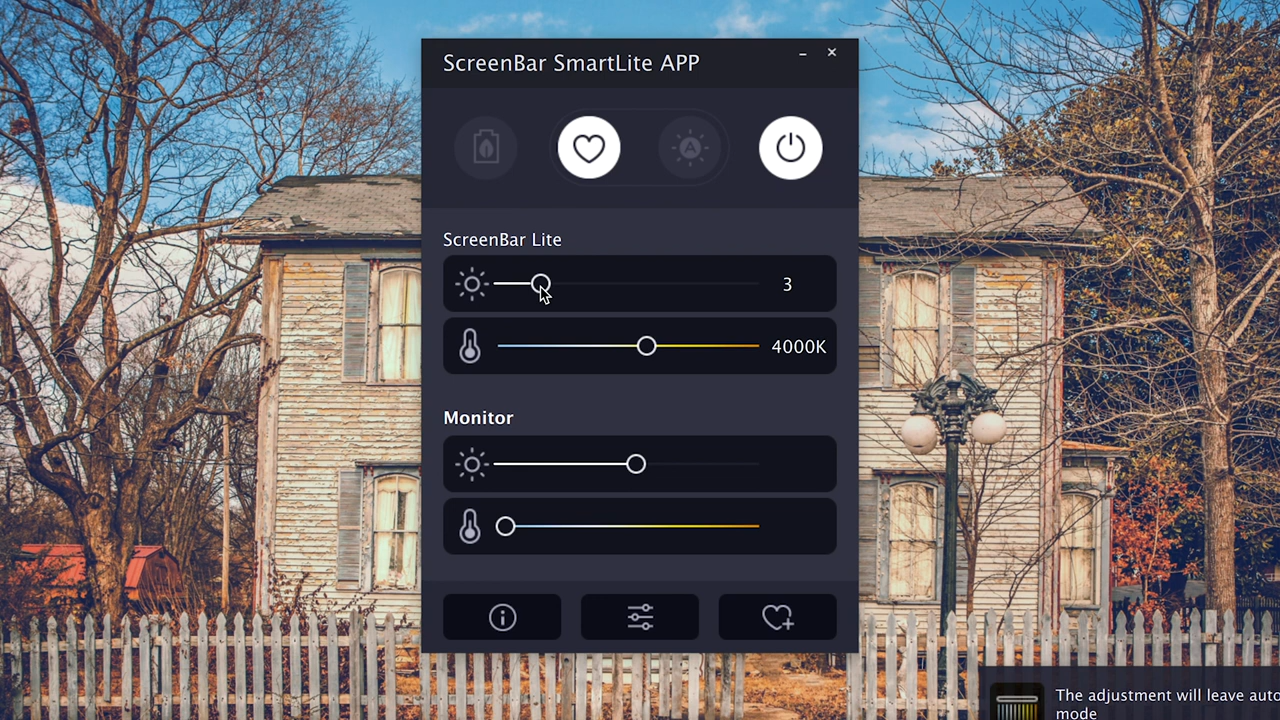 ScreenBar SmartLite APP
A
ScreenBar Lite
3
4000K
Monitor
The adjustment will leave auto
mode